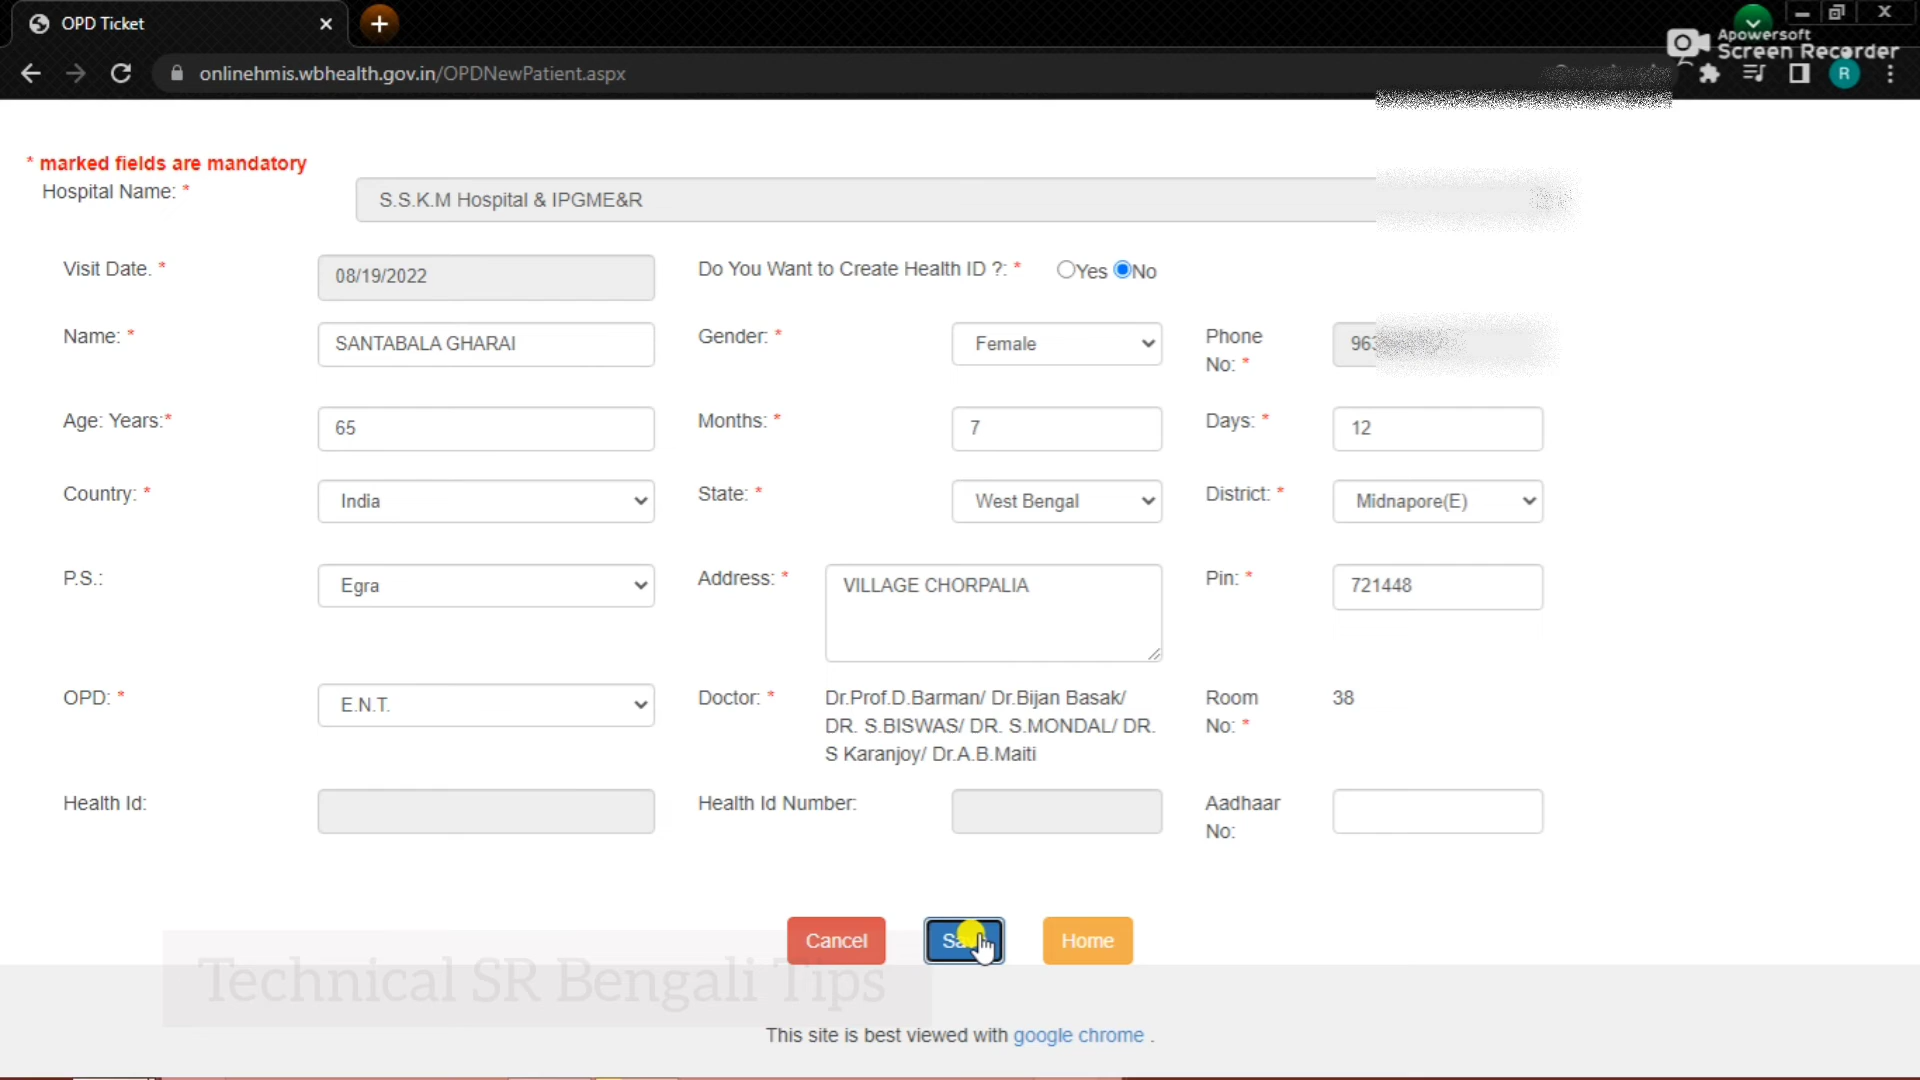 OPD Ticket
Apowersoft
Screen Recorder
onlinehmis.wbhealth.gov.in/OPDNewPatient.aspx
R
* marked fields are mandatory
Hospital Name: *
S.S.K.M Hospital & IPGME&R
Visit Date. *
08/19/2022
Do You Want to Create Health ID ?: *
Yes No
Name: *
SANTABALA GHARAI
Gender: *
Female
Phone
No: *
963
Age: Years:*
65
Months: *
7
Days: *
12
Country: *
India
State: *
West Bengal
District: *
Midnapore(E)
P.S.:
Egra
Address: *
VILLAGE CHORPALIA
Pin: *
721448
OPD: *
E.N.T.
Doctor: *
Dr.Prof.D.Barman/ Dr.Bijan Basak/
DR. S.BISWAS/ DR. S.MONDAL/ DR.
S Karanjoy/ Dr.A.B.Maiti
Room
No: *
38
Health Id:
Health Id Number:
Aadhaar
No:
Cancel
Home
Technical SR Bengali Tips
This site is best viewed with google chrome .